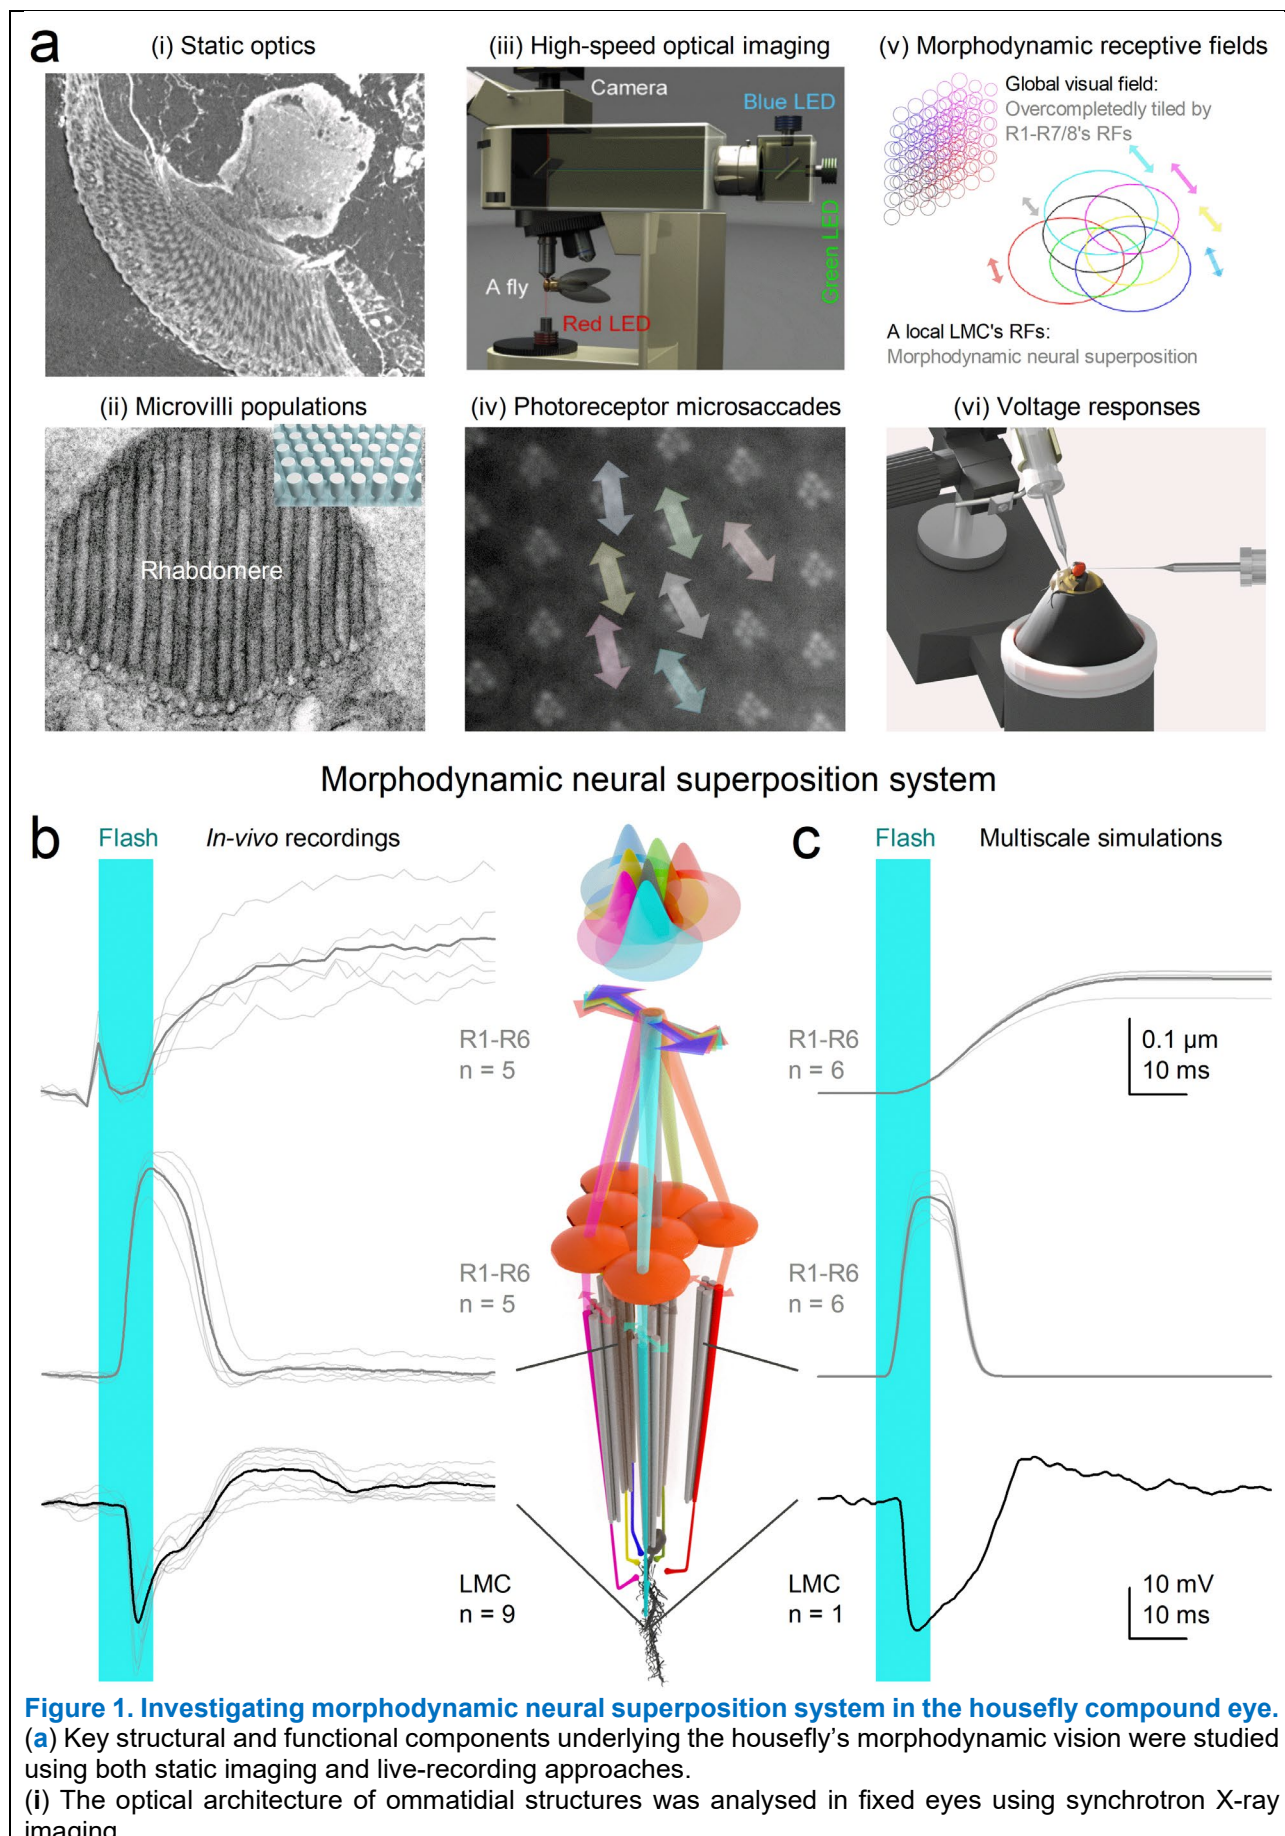 a
(i) Static optics
(iii) High-speed optical imaging
(v) Morphodynamic receptive fields
Camera
Blue LED
Green LED
A fly
Red LED
Global visual field:
Overcompletedly tiled by
R1-R7/8's RFs
A local LMC's RFs:
Morphodynamic neural superposition
(ii) Microvilli populations
(iv) Photoreceptor microsaccades
(vi) Voltage responses
Rhabdomere
Morphodynamic neural superposition system
b
Flash
In-vivo recordings
c
Flash
Multiscale simulations
R1-R6
n = 5
R1-R6
n = 6
0.1 µm
10 ms
R1-R6
n = 5
R1-R6
n = 6
LMC
n = 9
LMC
n = 1
10 mV
10 ms
Figure 1. Investigating morphodynamic neural superposition system in the housefly compound eye.
(a) Key structural and functional components underlying the housefly’s morphodynamic vision were studied
using both static imaging and live-recording approaches.
(i) The optical architecture of ommatidial structures was analysed in fixed eyes using synchrotron X-ray
imaging.